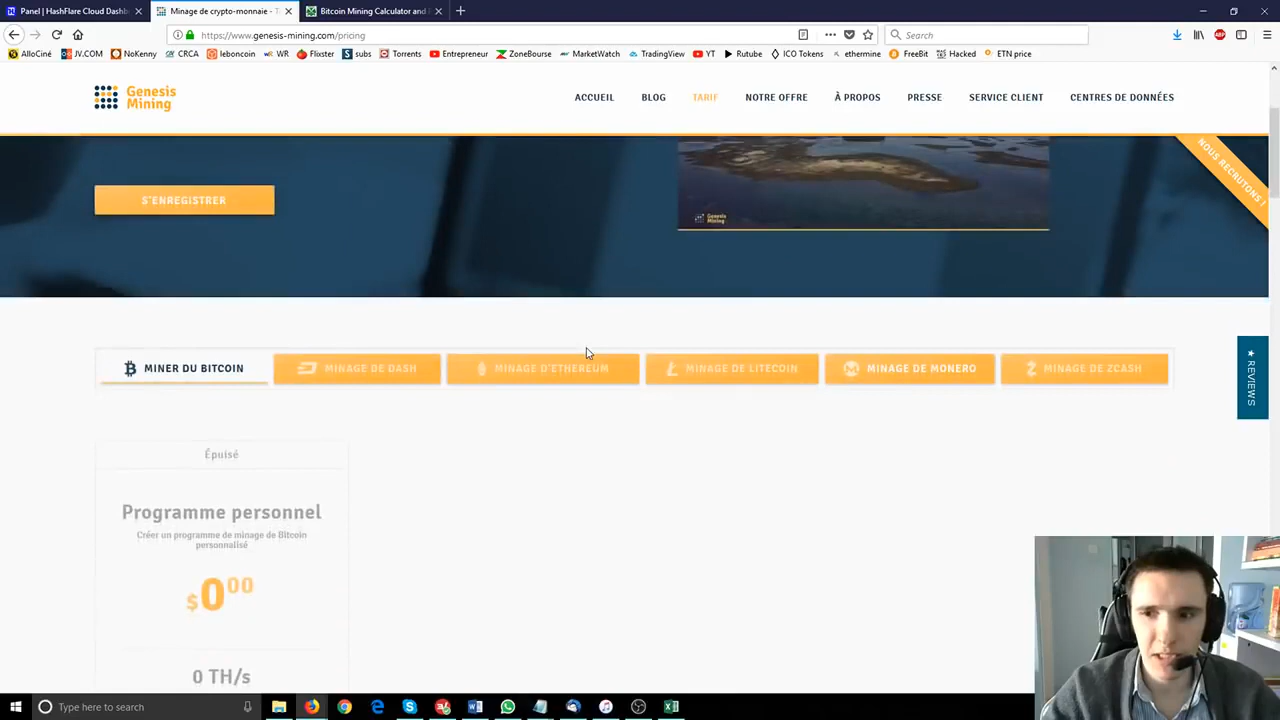 Panel | HashFlare Cloud Dashb
Minage de crypto-monnaie - T
Bitcoin Mining Calculator and
https://www.genesis-mining.com/pricing
Search
AlloCiné
JV.COM
NoKenny
CRCA
leboncoin
WR
Flixster
subs
Torrents
Entrepreneur
ZoneBourse
MarketWatch
TradingView
YT
Rutube
ICO Tokens
ethermine
FreeBit
Hacked
ETN price
Genesis
Mining
ACCUEIL
BLOG
TARIF
NOTRE OFFRE
À PROPOS
PRESSE
SERVICE CLIENT
CENTRES DE DONNÉES
NOUS RECRUTONS !
S'ENREGISTRER
Genesis
Mining
MINER DU BITCOIN
MINAGE DE DASH
MINAGE D'ETHEREUM
MINAGE DE LITECOIN
MINAGE DE MONERO
MINAGE DE ZCASH
★ REVIEWS
Épuisé
Programme personnel
Créer un programme de minage de Bitcoin
personnalisé
$0.00
0 TH/s
Type here to search